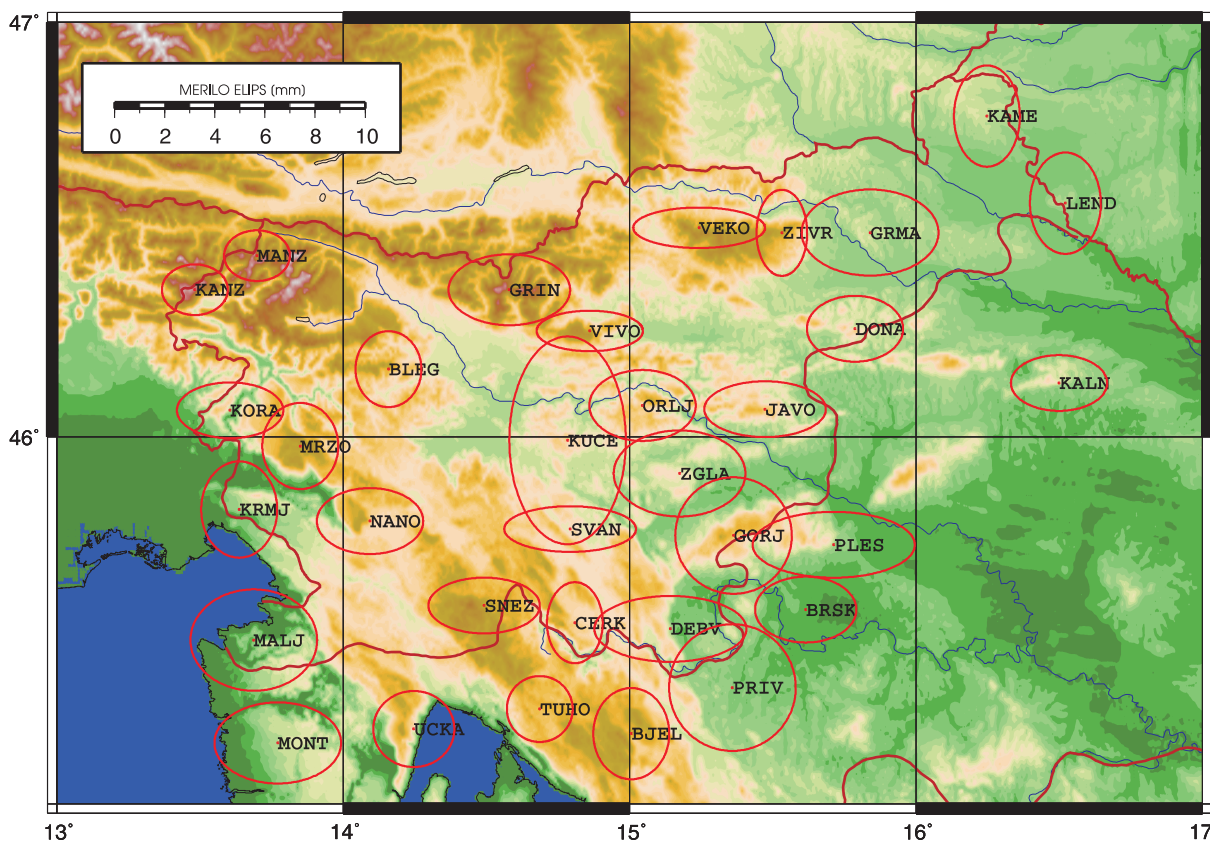 47°
MERILO ELIPS (mm)
0 2 4 6 8 10
KAME
LEND
VEKO
ZIVR
GRMA
MANZ
KANZ
GRIN
VIVO
DONA
BLEG
KALN
KORA
ORLJ
JAVO
46°
MRZO
KUCE
ZGLA
KRMJ
NANO
SVAN
GORJ
PLES
SNEZ
BRSK
CERK
DEBV
MALJ
PRIV
TUHO
UCKA
BJEL
MONT
13° 14° 15° 16° 17